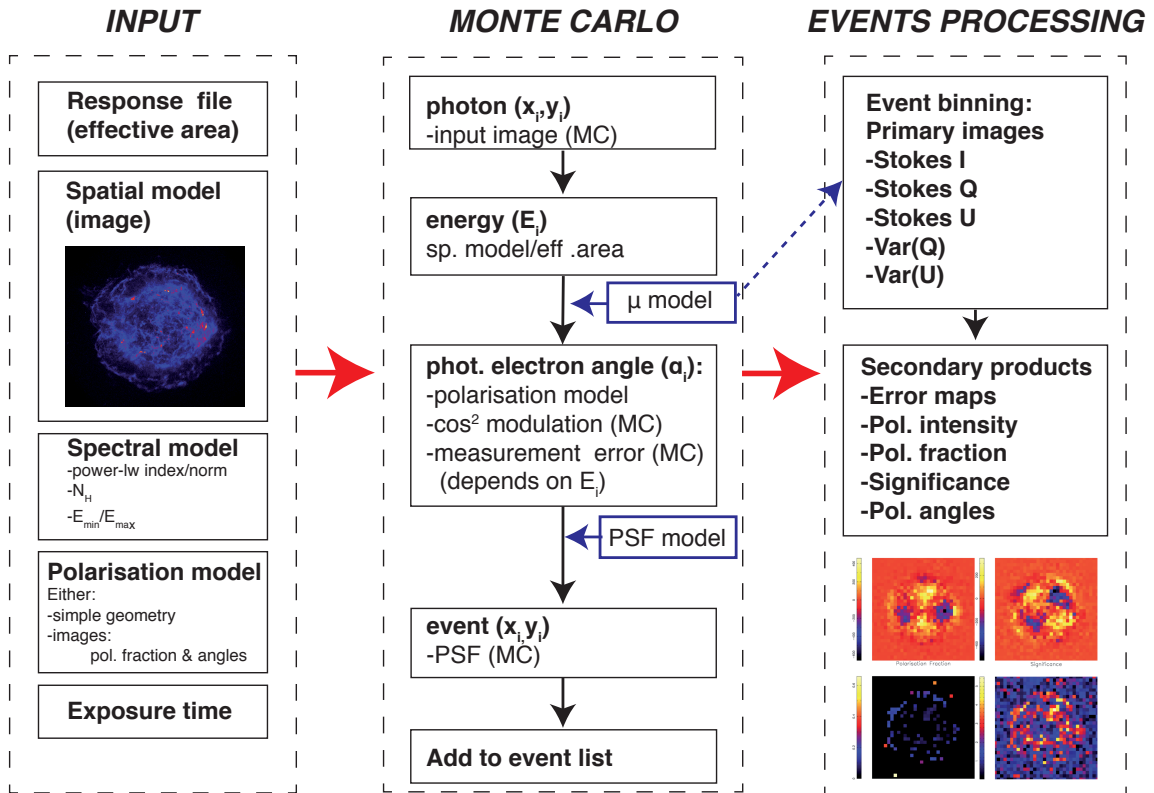 INPUT
Response file
(effective area)
Spatial model
(image)
Spectral model
-power-lw index/norm
-N_H
-E_min/E_max
Polarisation model
Either:
-simple geometry
-images:
pol. fraction & angles
Exposure time
MONTE CARLO
photon (x_i,y_i)
-input image (MC)
energy (E_i)
sp. model/eff .area
µ model
phot. electron angle (α_i):
-polarisation model
-cos² modulation (MC)
-measurement error (MC)
(depends on E_i)
PSF model
event (x_i,y_i)
-PSF (MC)
Add to event list
EVENTS PROCESSING
Event binning:
Primary images
-Stokes I
-Stokes Q
-Stokes U
-Var(Q)
-Var(U)
Secondary products
-Error maps
-Pol. intensity
-Pol. fraction
-Significance
-Pol. angles
Polarisation Fraction
Significance